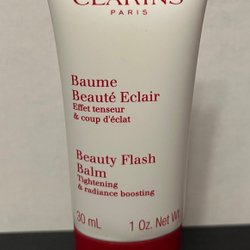 CLARINS
PARIS
Baume
Beauté Eclair
Effet tenseur
& coup d'éclat
Beauty Flash
Balm
Tightening
& radiance boosting
30 mL 1 Oz. Net Wt